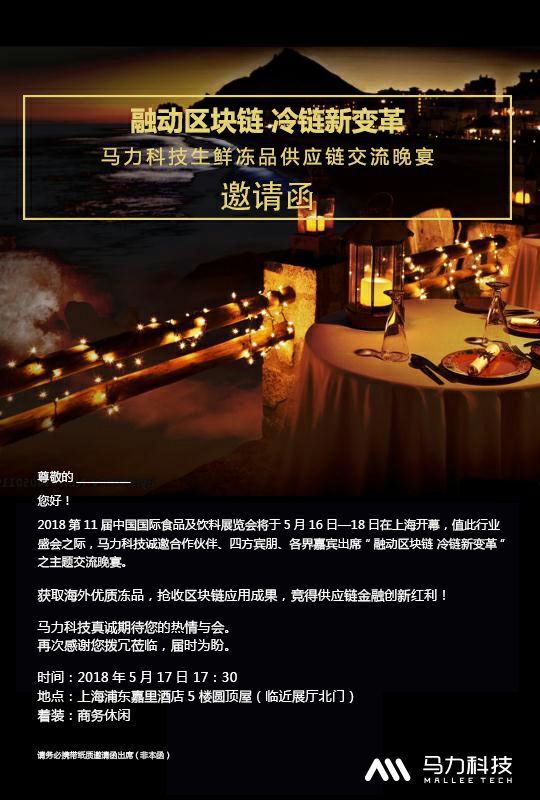 融动区块链 冷链新变革
马力科技生鲜冻品供应链交流晚宴
邀请函
尊敬的________
您好！
2018 第 11 届中国国际食品及饮料展览会将于 5 月 16 日—18 日在上海开幕，值此行业
盛会之际，马力科技诚邀合作伙伴、四方宾朋、各界嘉宾出席 " 融动区块链 冷链新变革 "
之主题交流晚宴。
获取海外优质冻品，抢收区块链应用成果，竞得供应链金融创新红利！
马力科技真诚期待您的热情与会。
再次感谢您拨冗莅临，届时为盼。
时间：2018 年 5 月 17 日 17：30
地点：上海浦东嘉里酒店 5 楼圆顶屋（临近展厅北门）
着装：商务休闲
请务必携带纸质邀请函出席（非本函）
马力科技
MALLEE TECH